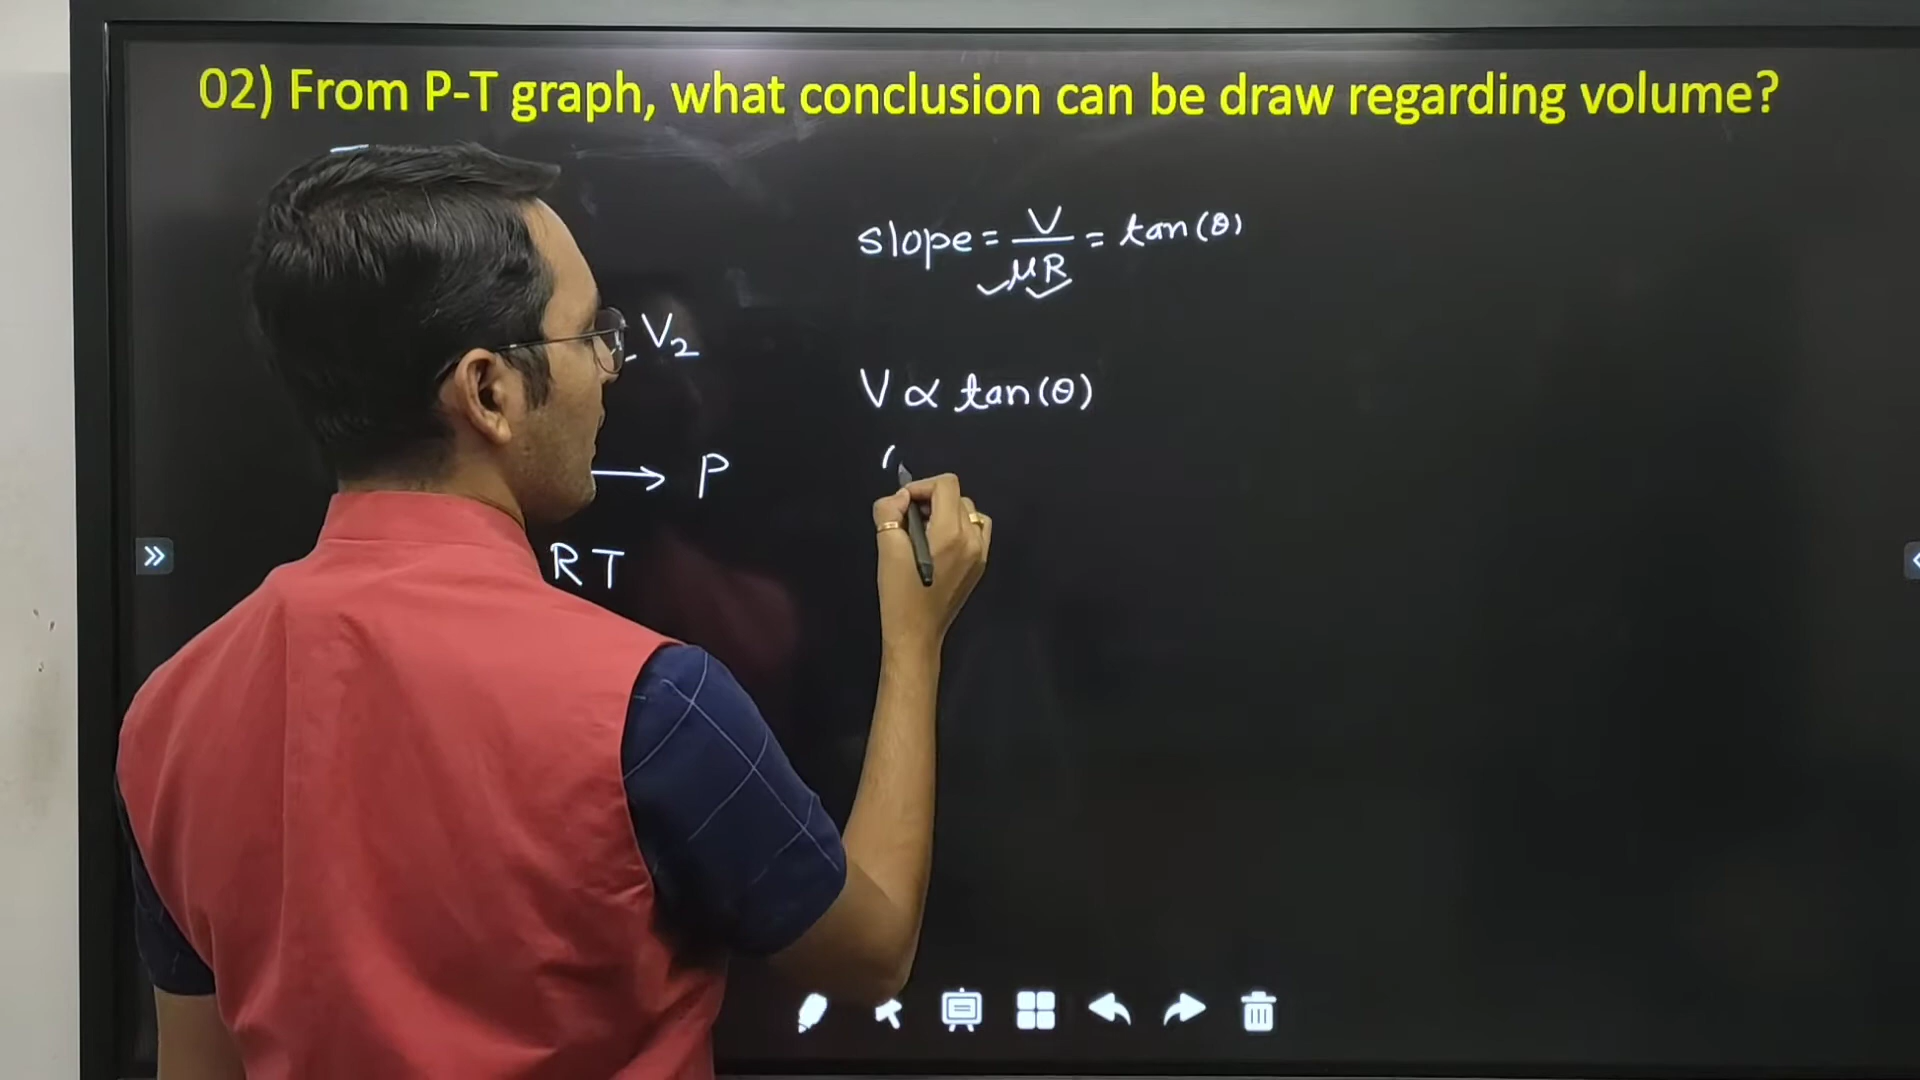 02) From P-T graph, what conclusion can be draw regarding volume?
slope = V/μR = tan(θ)
V₂
V ∝ tan(θ)
P
RT